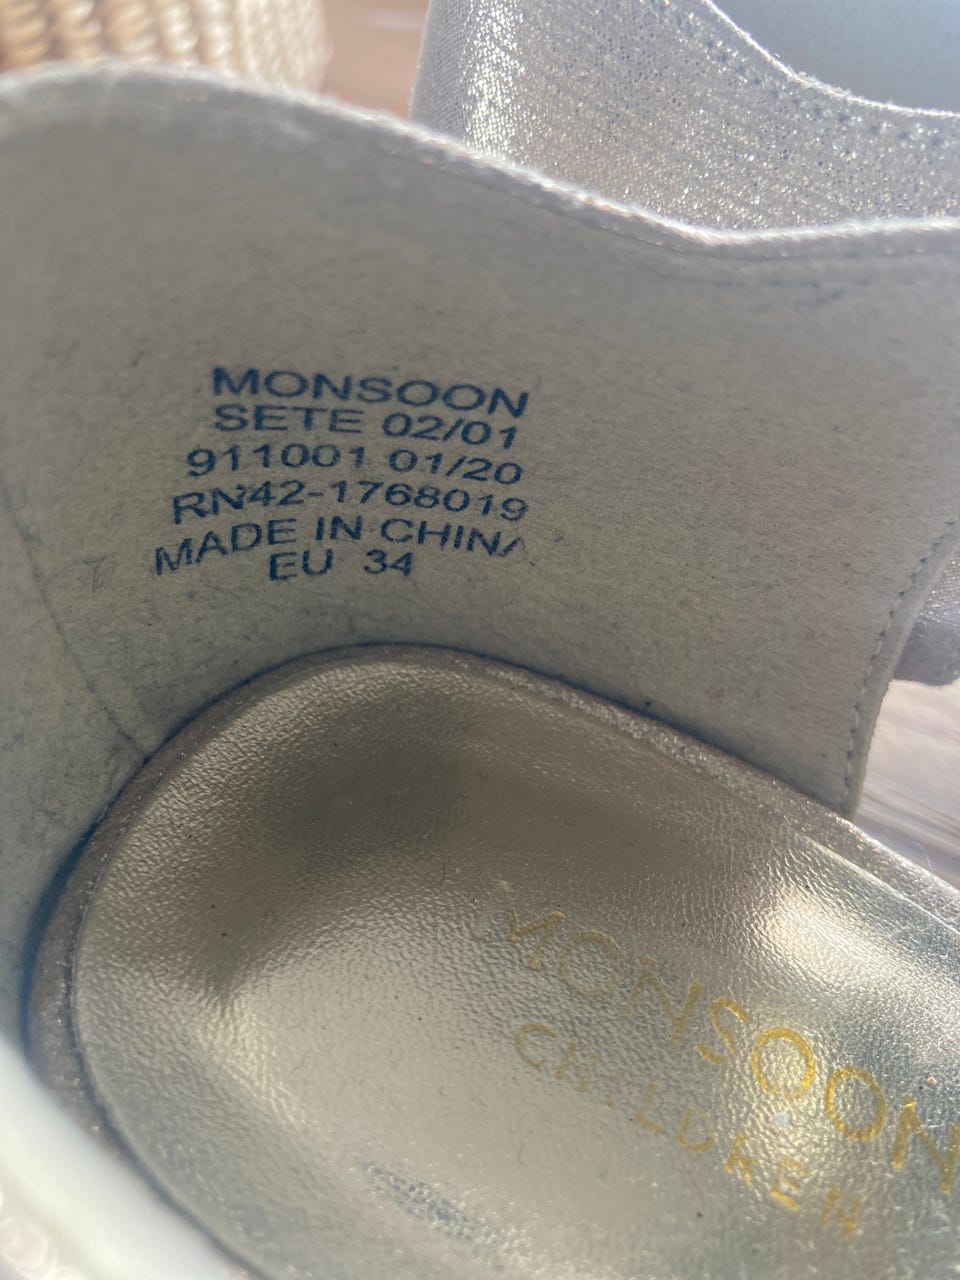 MONSOON
SETE 02/01
911001 01/20
RN42-1768019
MADE IN CHINA
EU 34
MONSOON
CHILDREN